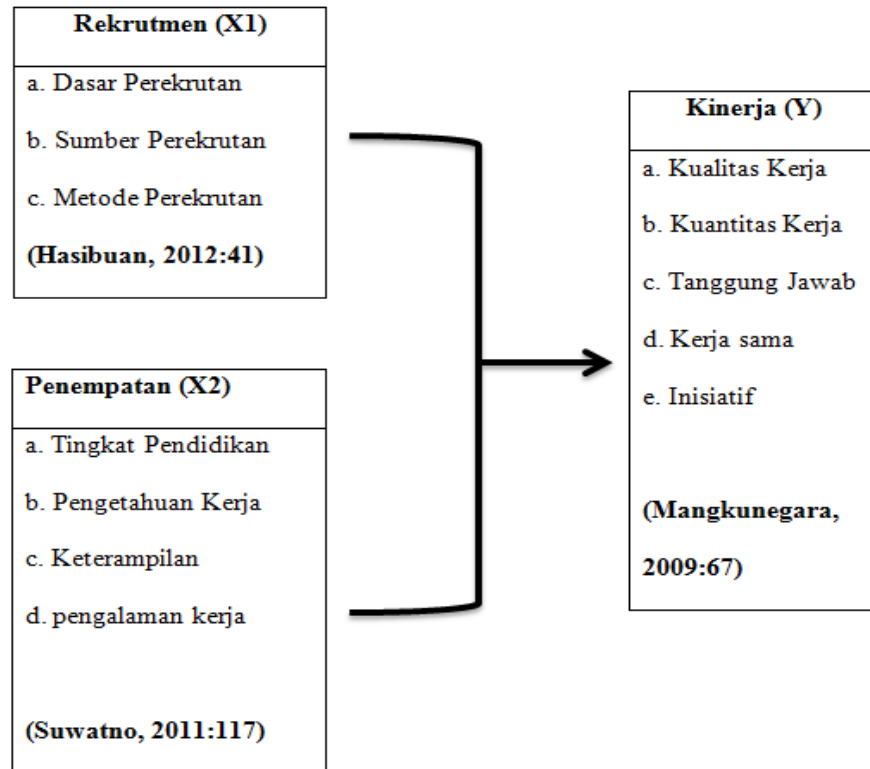 Rekrutmen (X1)
a. Dasar Perekrutan
b. Sumber Perekrutan
c. Metode Perekrutan
(Hasibuan, 2012:41)
Penempatan (X2)
a. Tingkat Pendidikan
b. Pengetahuan Kerja
c. Keterampilan
d. pengalaman kerja
(Suwatno, 2011:117)
Kinerja (Y)
a. Kualitas Kerja
b. Kuantitas Kerja
c. Tanggung Jawab
d. Kerja sama
e. Inisiatif
(Mangkunegara,
2009:67)